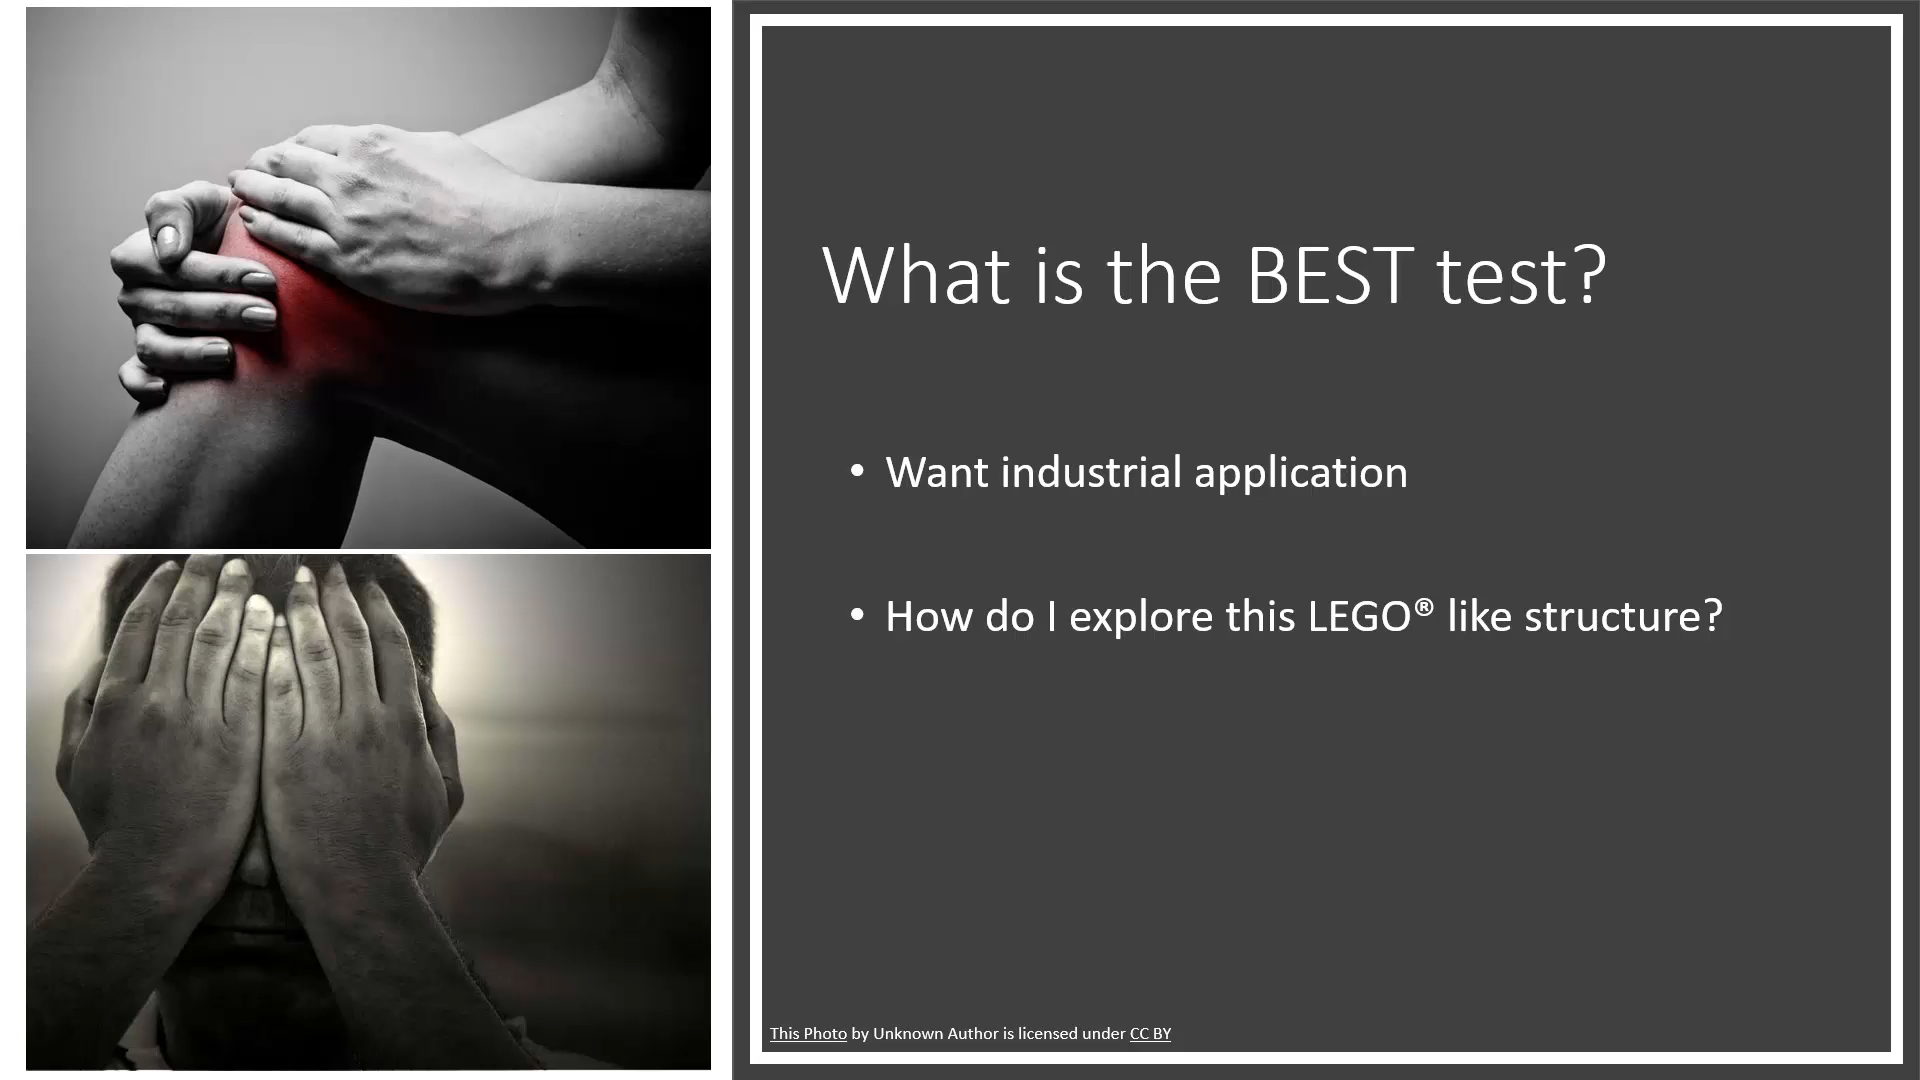 What is the BEST test?
• Want industrial application
• How do I explore this LEGO® like structure?
This Photo by Unknown Author is licensed under CC BY